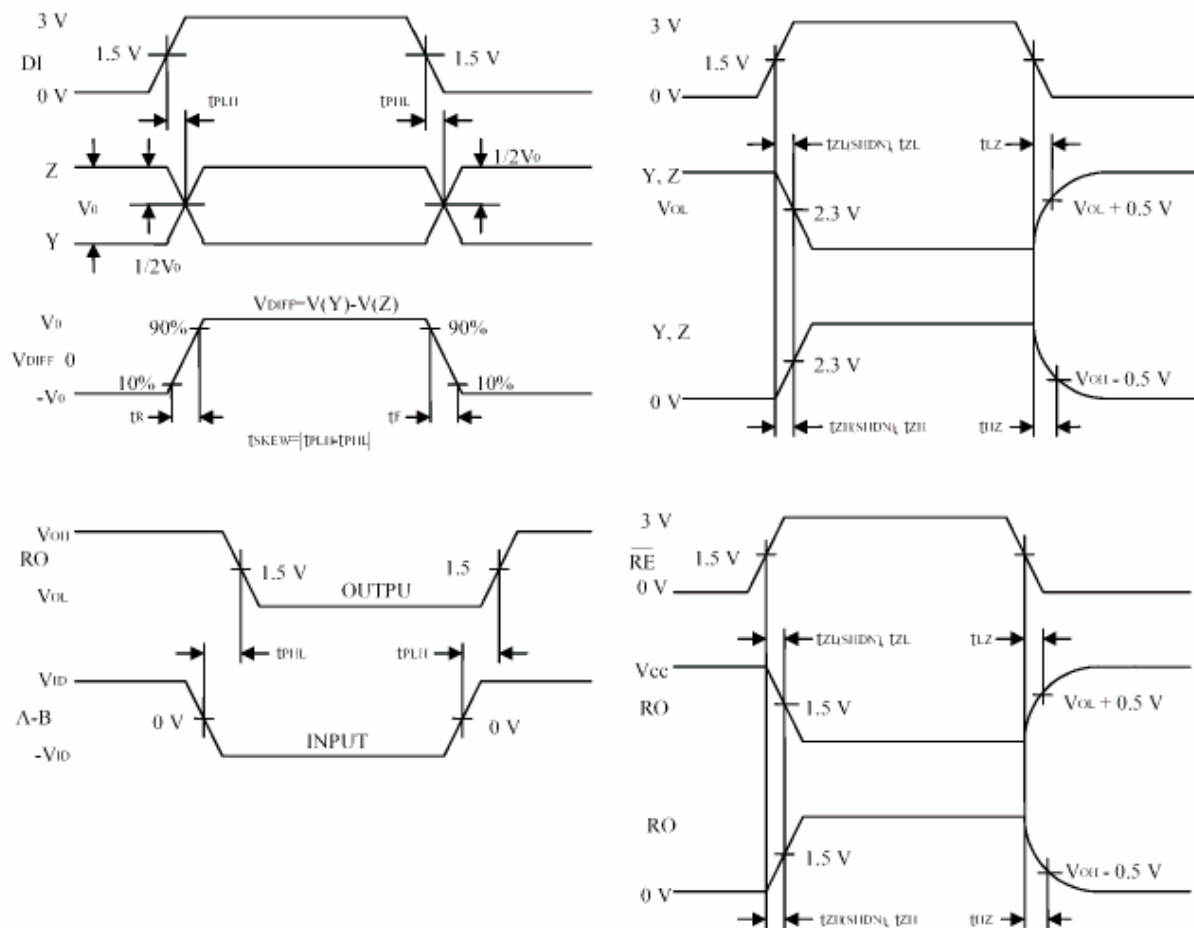 3 V
1.5 V
1.5 V
DI
0 V
tPLH
tPHL
Z
1/2V0
V0
Y
1/2V0
VDIFF=V(Y)-V(Z)
V0
90%
90%
VDIFF 0
10%
10%
-V0
tR
tF
tSKEW=|tPLH-tPHL|
3 V
1.5 V
0 V
tZL(SHDN), tZL
tLZ
Y, Z
VOL
2.3 V
VOL + 0.5 V
Y, Z
2.3 V
VOH - 0.5 V
0 V
tZH(SHDN), tZH
tHZ
VOH
RO
1.5 V
1.5
VOL
OUTPU
tPHL
tPLH
VID
A-B
0 V
0 V
INPUT
-VID
3 V
RE
1.5 V
0 V
tZL(SHDN), tZL
tLZ
Vcc
RO
1.5 V
VOL + 0.5 V
RO
1.5 V
VOH - 0.5 V
0 V
tZH(SHDN), tZH
tHZ